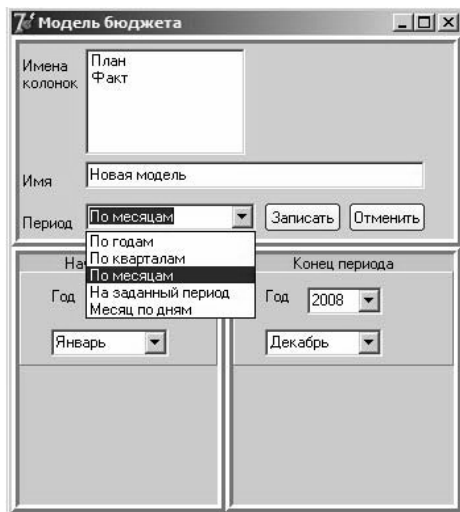 Модель бюджета
Имена
колонок
План
Факт
Имя
Новая модель
Период
По месяцам
Записать
Отменить
По годам
По кварталам
По месяцам
На заданный период
Месяц по дням
Конец периода
Год
Год
2008
Январь
Декабрь